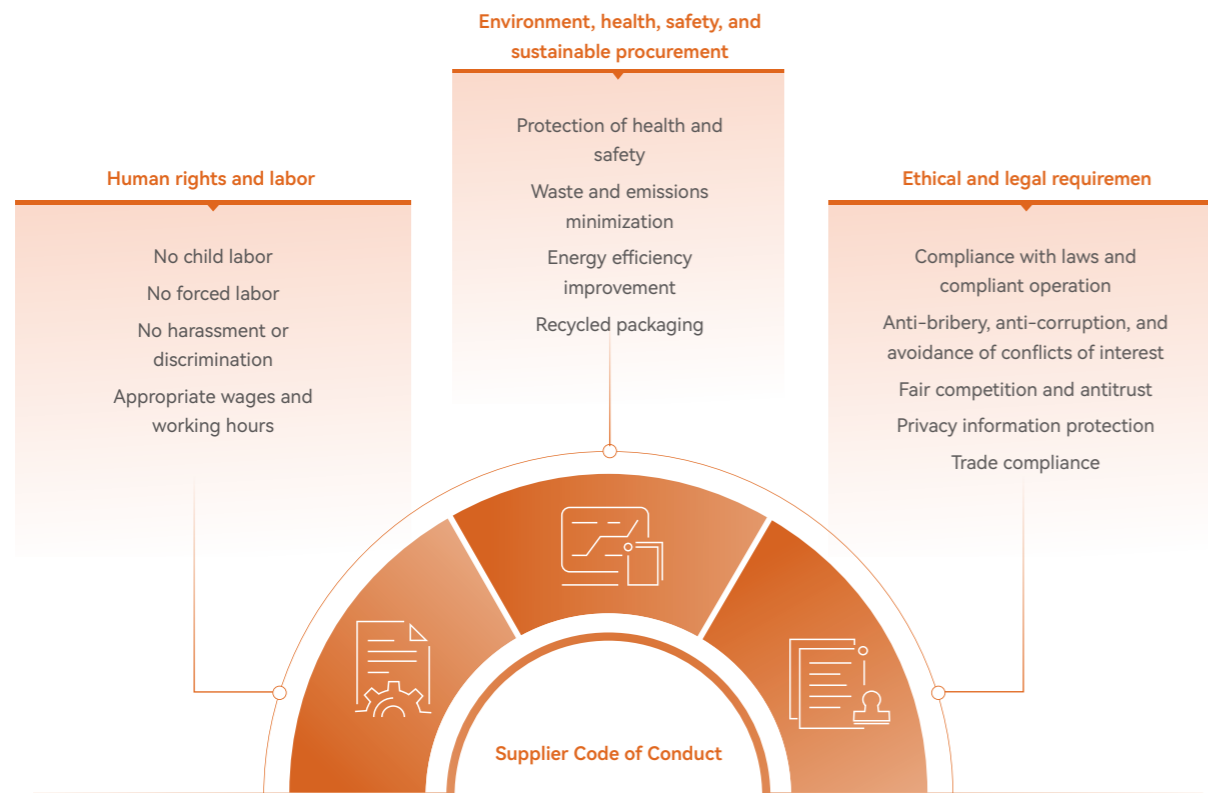 Environment, health, safety, and
sustainable procurement
Protection of health and
safety
Waste and emissions
minimization
Energy efficiency
improvement
Recycled packaging
Human rights and labor
No child labor
No forced labor
No harassment or
discrimination
Appropriate wages and
working hours
Ethical and legal requiremen
Compliance with laws and
compliant operation
Anti-bribery, anti-corruption, and
avoidance of conflicts of interest
Fair competition and antitrust
Privacy information protection
Trade compliance
Supplier Code of Conduct